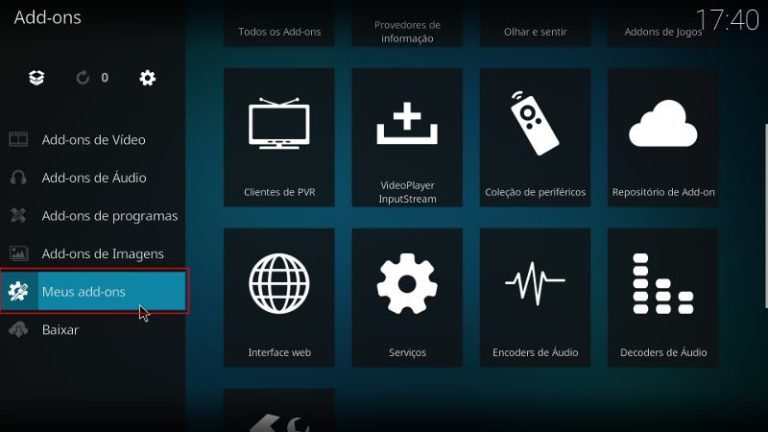 Add-ons
17:40
0
Add-ons de Vídeo
Add-ons de Áudio
Add-ons de programas
Add-ons de Imagens
Meus add-ons
Baixar
Todos os Add-ons
Provedores de
informação
Olhar e sentir
Addons de Jogos
Clientes de PVR
VideoPlayer
InputStream
Coleção de periféricos
Repositório de Add-on
Interface web
Serviços
Encoders de Áudio
Decoders de Áudio